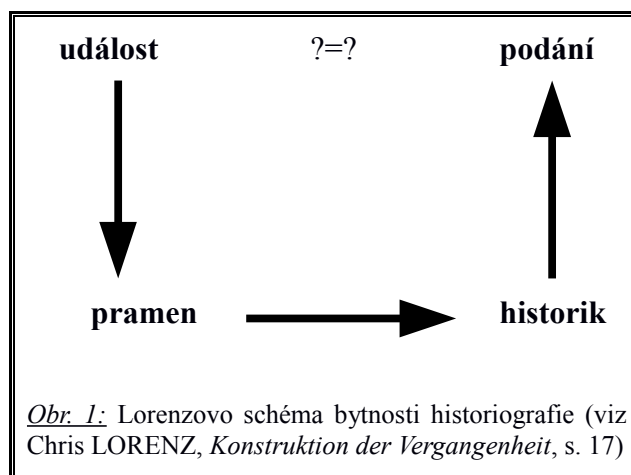 událost ?=? podání
pramen historik
Obr. 1: Lorenzovo schéma bytnosti historiografie (viz
Chris LORENZ, Konstruktion der Vergangenheit, s. 17)